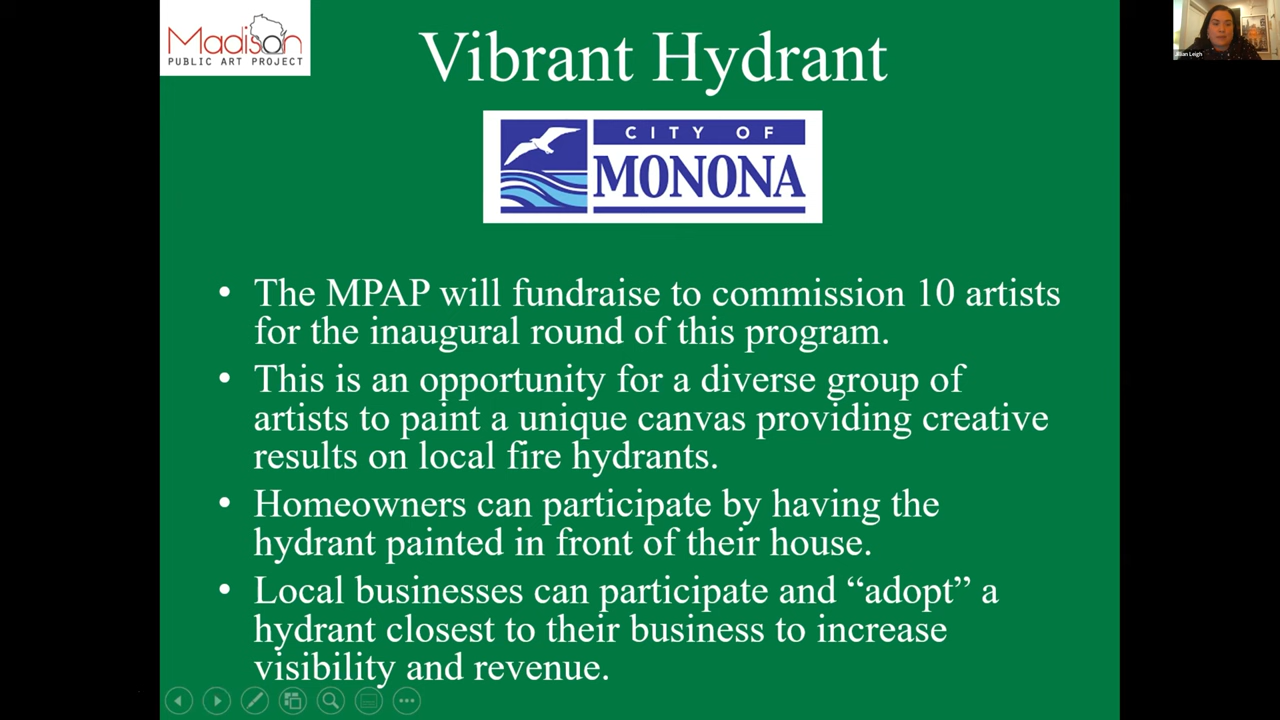 Madison
PUBLIC ART PROJECT
Vibrant Hydrant
CITY OF
MONONA
• The MPAP will fundraise to commission 10 artists
for the inaugural round of this program.
• This is an opportunity for a diverse group of
artists to paint a unique canvas providing creative
results on local fire hydrants.
• Homeowners can participate by having the
hydrant painted in front of their house.
• Local businesses can participate and “adopt” a
hydrant closest to their business to increase
visibility and revenue.
Leigh